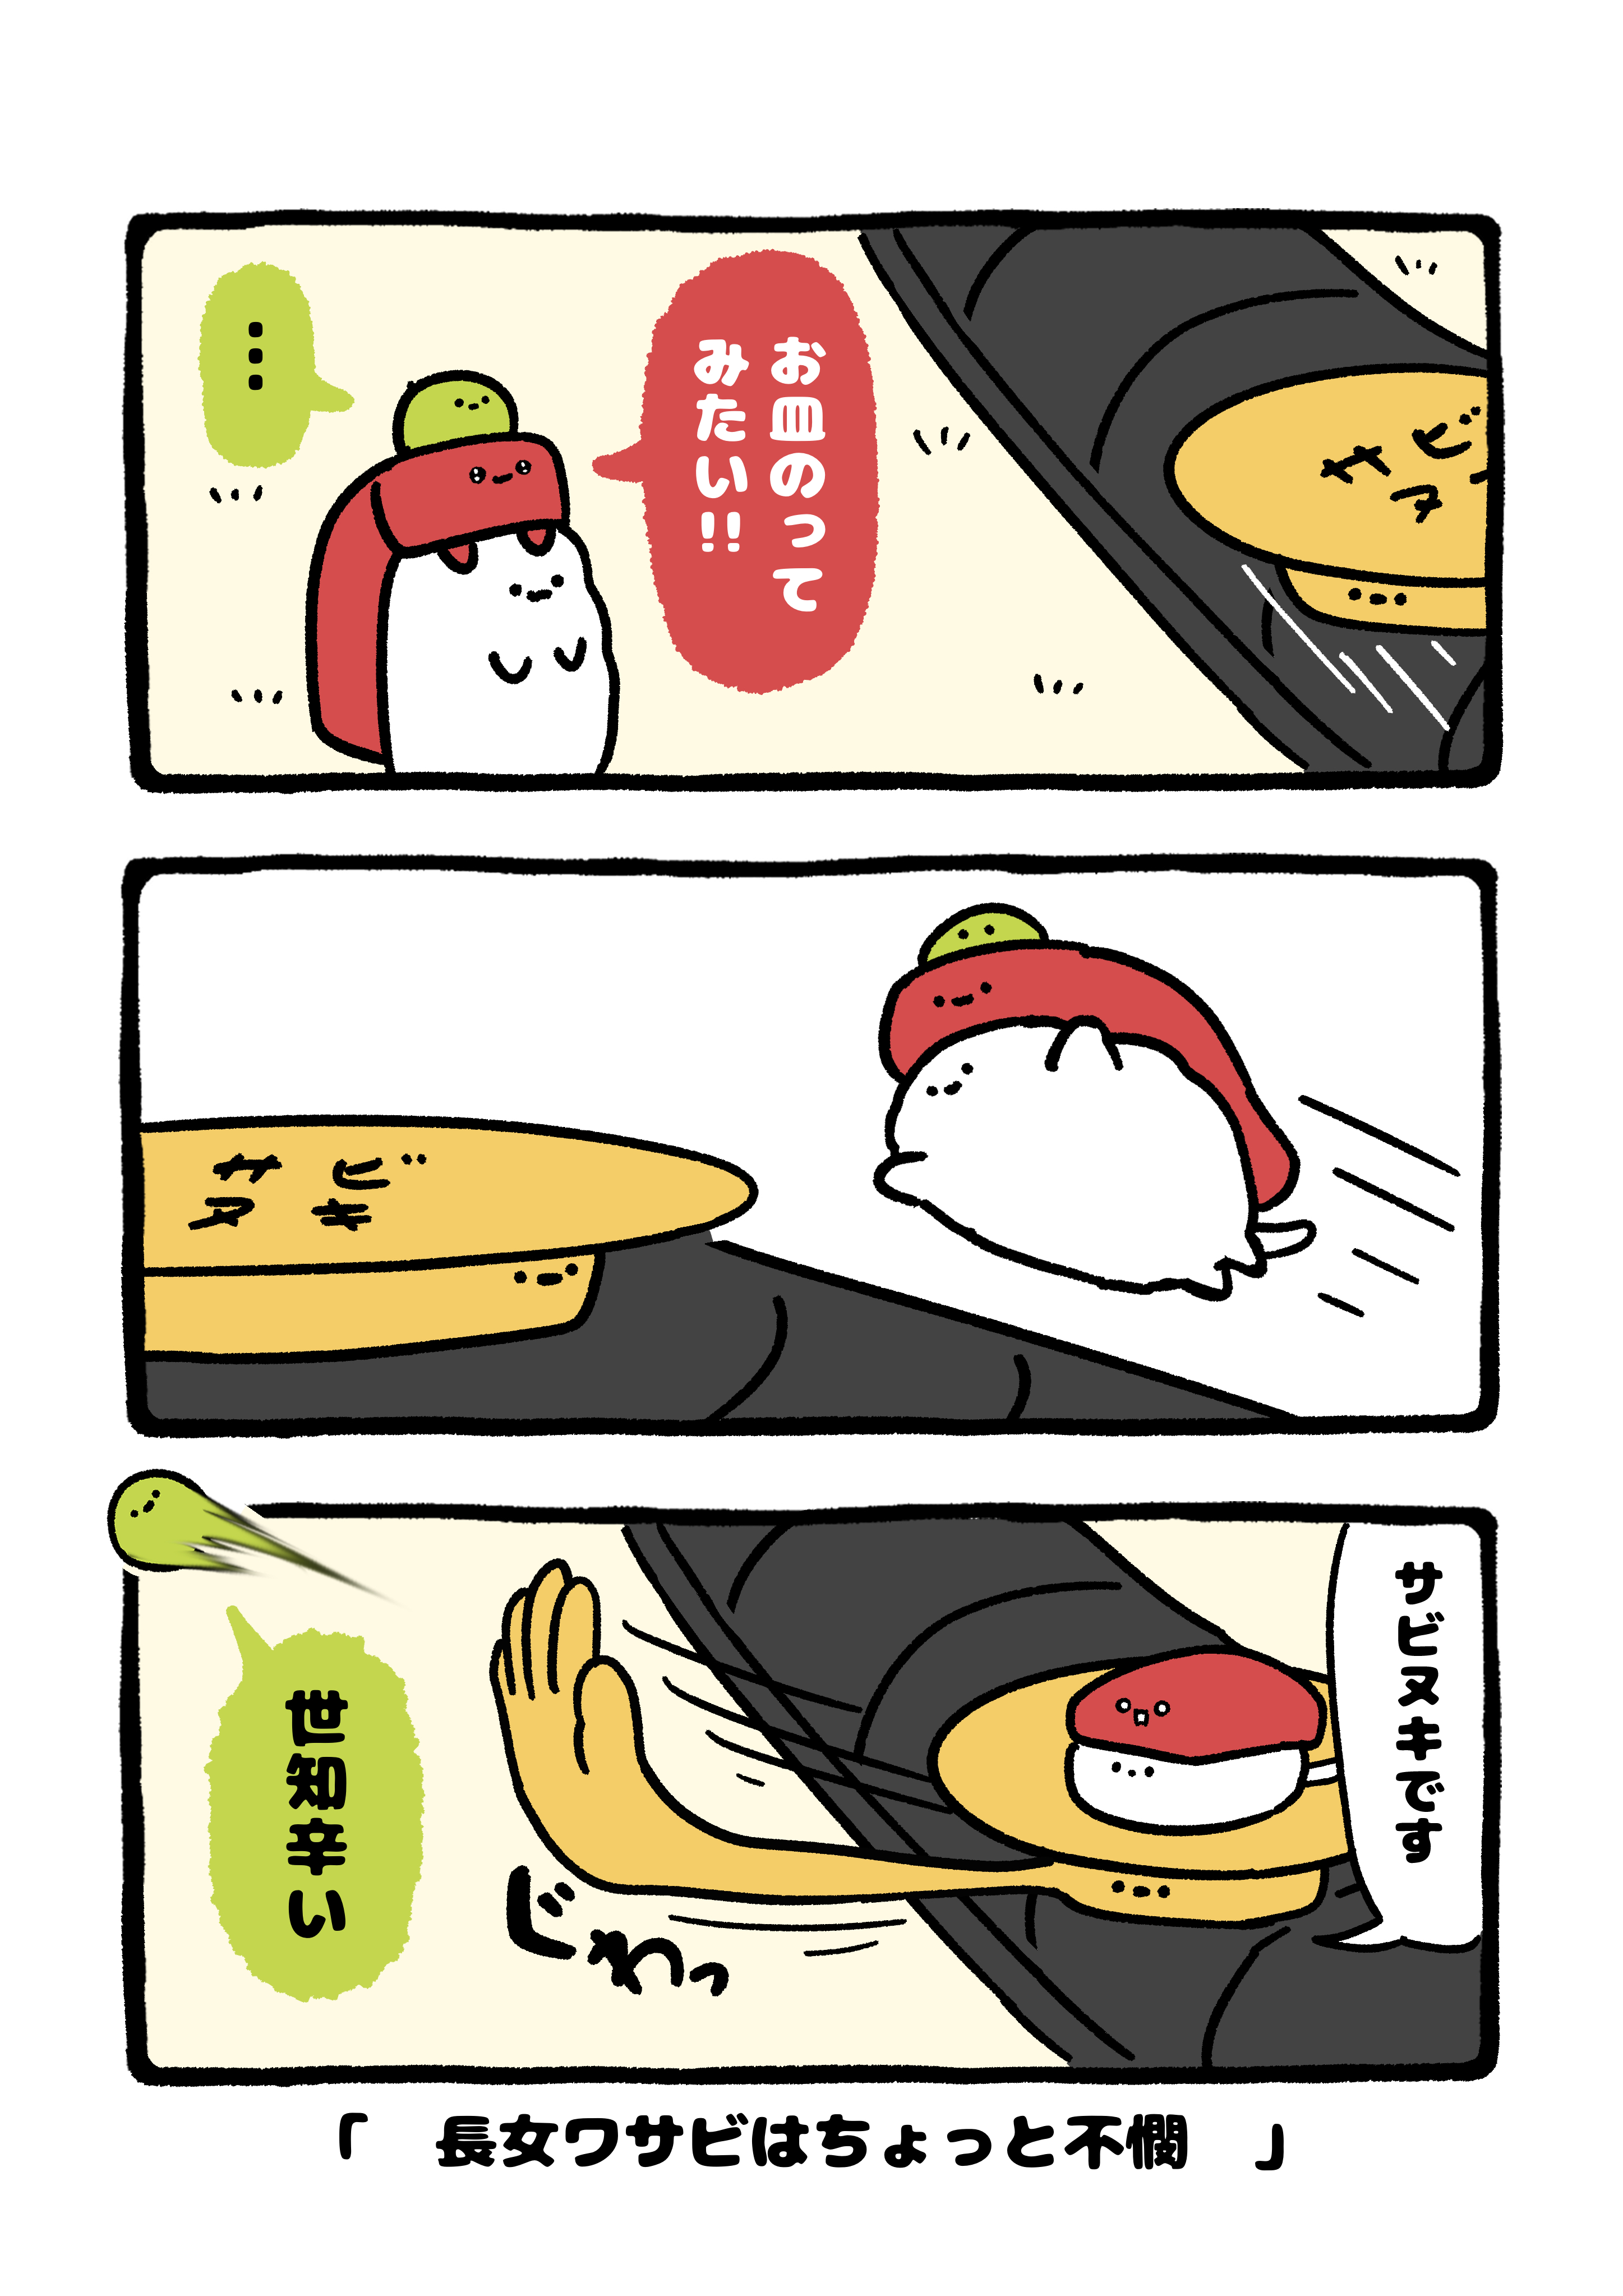 お皿のって
みたい!!
…
サビ
ヌ
サビ
ヌキ
サビヌキです
ぐわっ
世知辛い
「　長女ワサビはちょっと不憫　」